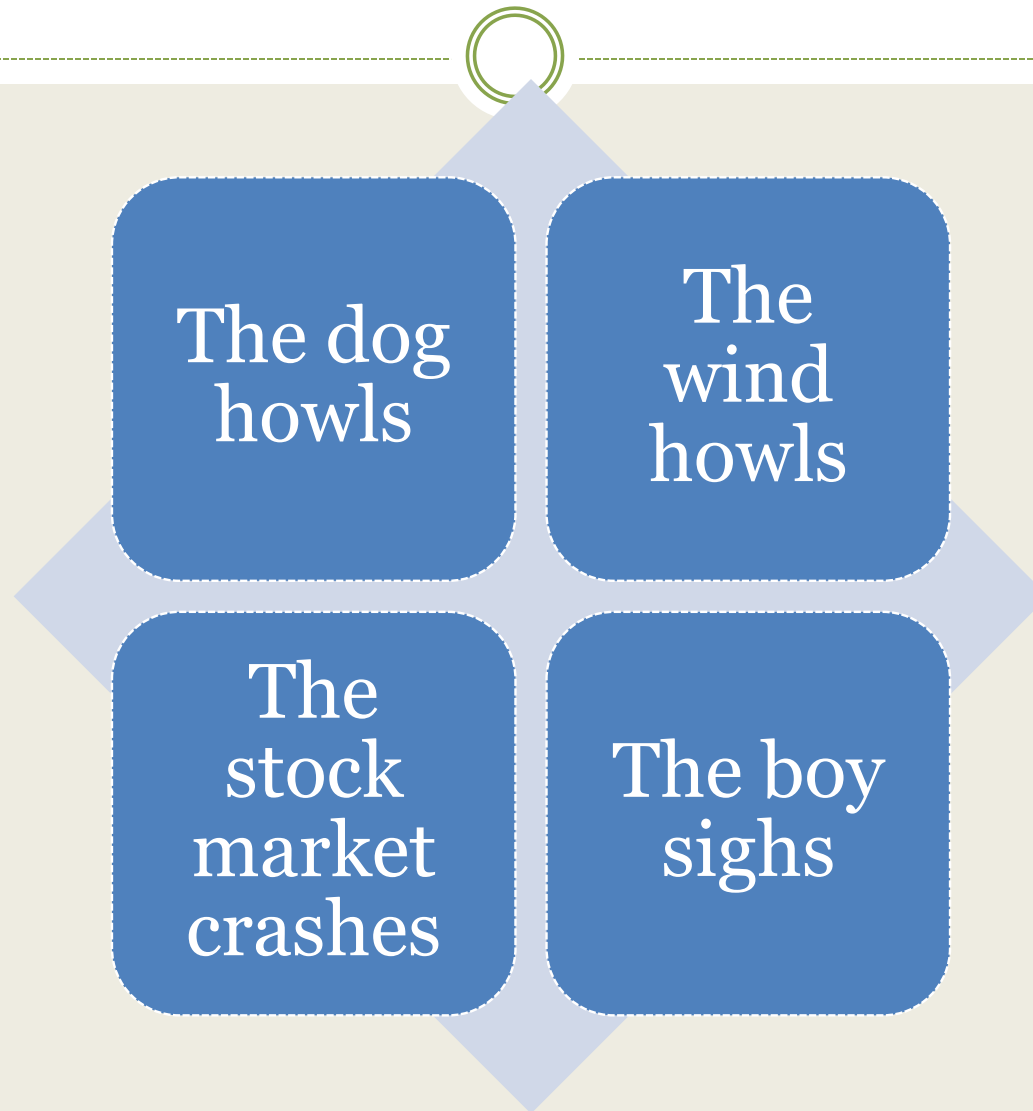 The dog
howls
The
wind
howls
The
stock
market
crashes
The boy
sighs